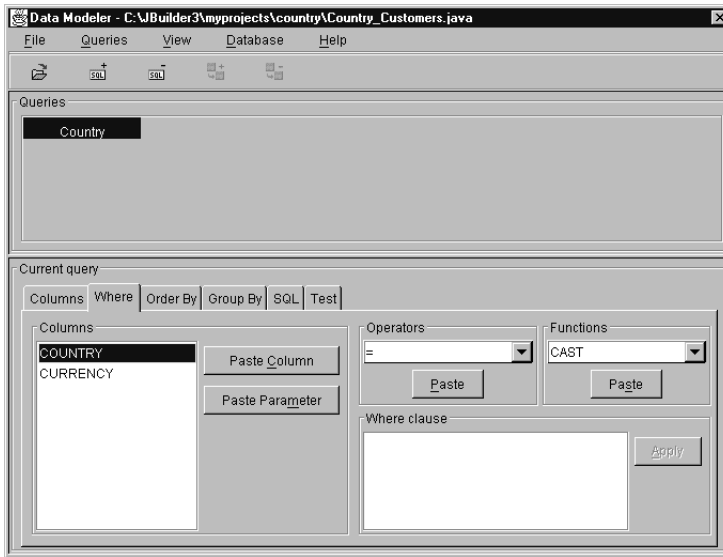 Data Modeler - C:\JBuilder3\myprojects\country\Country_Customers.java
File Queries View Database Help
SQL SQL
Queries
Country
Current query
Columns Where Order By Group By SQL Test
Columns Operators Functions
COUNTRY Paste Column = CAST
CURRENCY Paste Paste
Paste Parameter
Where clause
Apply